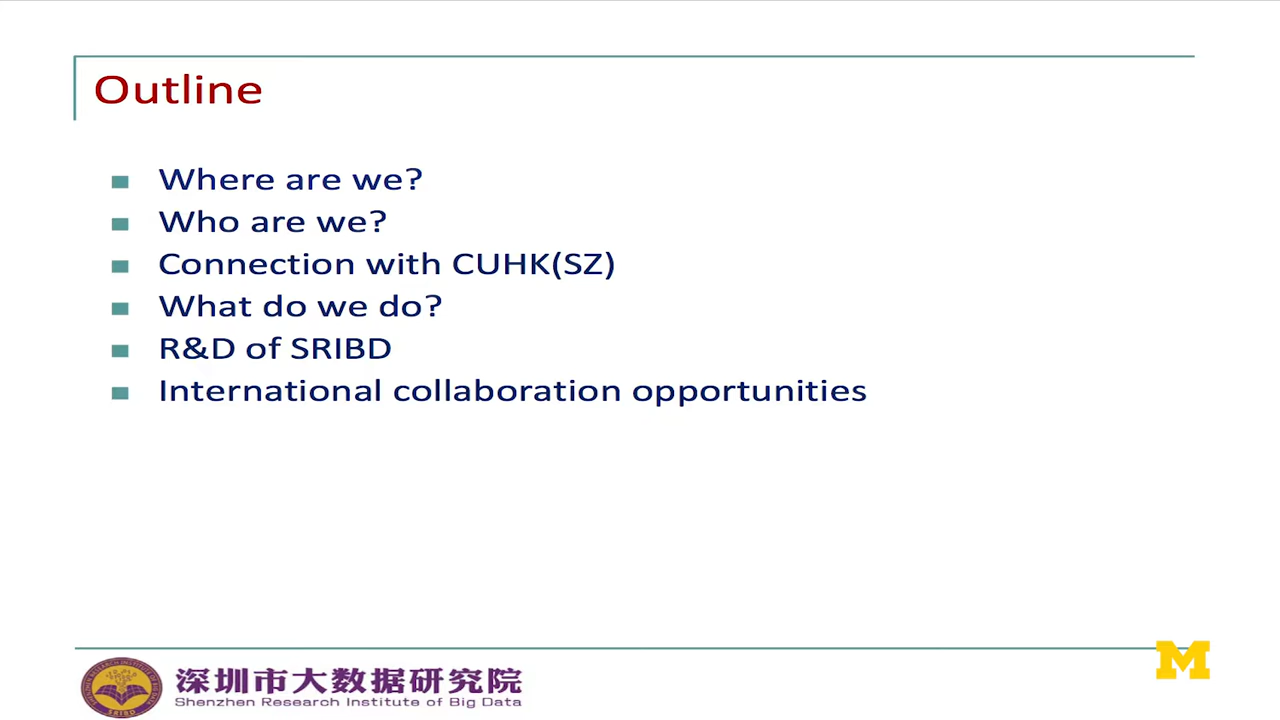 Outline
Where are we?
Who are we?
Connection with CUHK(SZ)
What do we do?
R&D of SRIBD
International collaboration opportunities
深圳市大数据研究院
Shenzhen Research Institute of Big Data
SRIBD
M